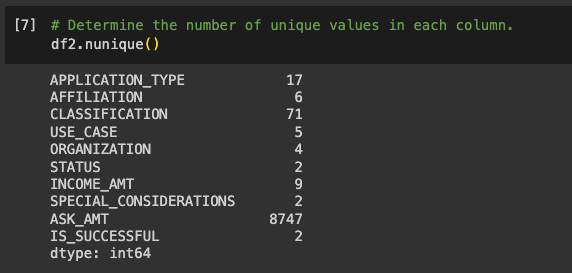 [7] # Determine the number of unique values in each column.
df2.nunique()
APPLICATION_TYPE 17
AFFILIATION 6
CLASSIFICATION 71
USE_CASE 5
ORGANIZATION 4
STATUS 2
INCOME_AMT 9
SPECIAL_CONSIDERATIONS 2
ASK_AMT 8747
IS_SUCCESSFUL 2
dtype: int64